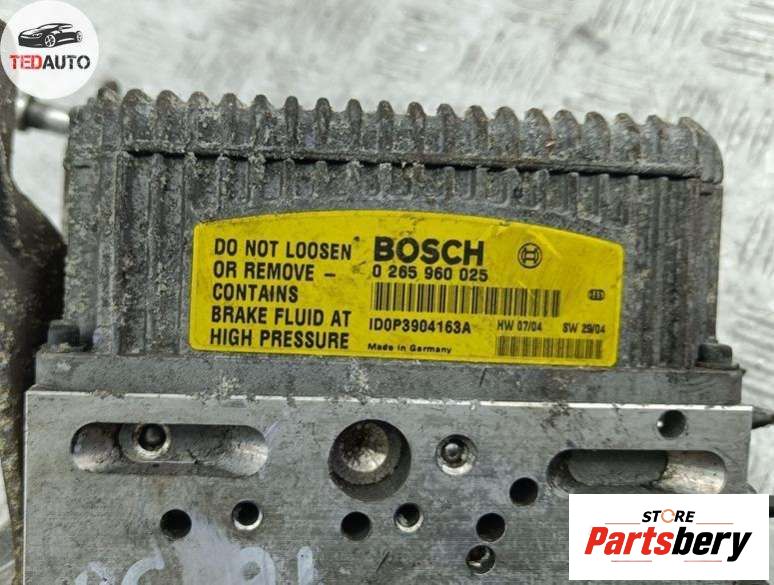 TEDAUTO
DO NOT LOOSEN
OR REMOVE -
CONTAINS
BRAKE FLUID AT
HIGH PRESSURE
BOSCH
0 265 960 025
ID0P3904163A
Made in Germany
HW 07/04
SW 29/04
STORE
Partsbery